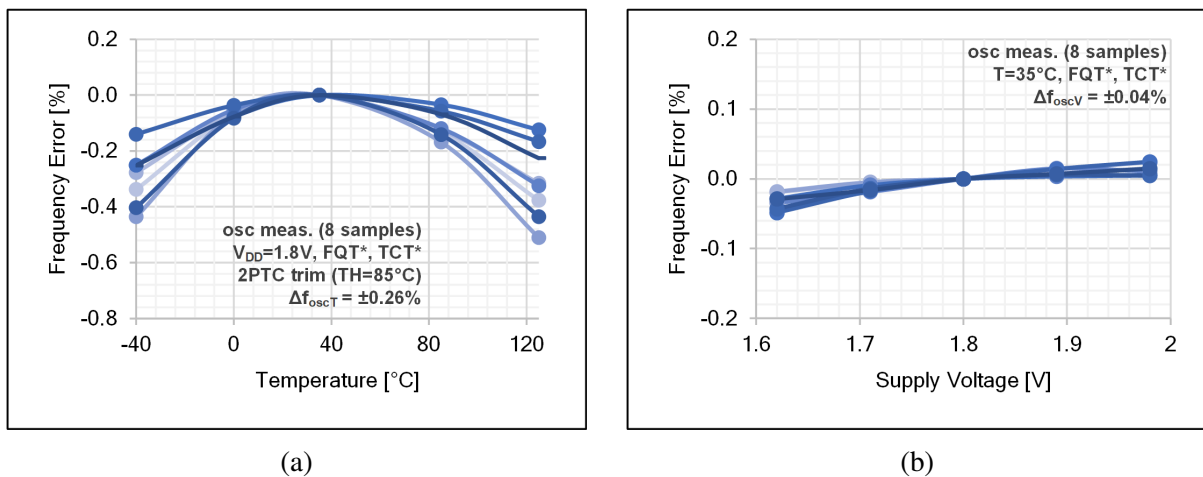 0.2
0.0
-0.2
-0.4
-0.6
-0.8
Frequency Error [%]
osc meas. (8 samples)
V_DD=1.8V, FQT*, TCT*
2PTC trim (TH=85°C)
Δf_oscT = ±0.26%
-40
0
40
80
120
Temperature [°C]
(a)
0.2
0.1
0.0
-0.1
-0.2
Frequency Error [%]
osc meas. (8 samples)
T=35°C, FQT*, TCT*
Δf_oscV = ±0.04%
1.6
1.7
1.8
1.9
2
Supply Voltage [V]
(b)